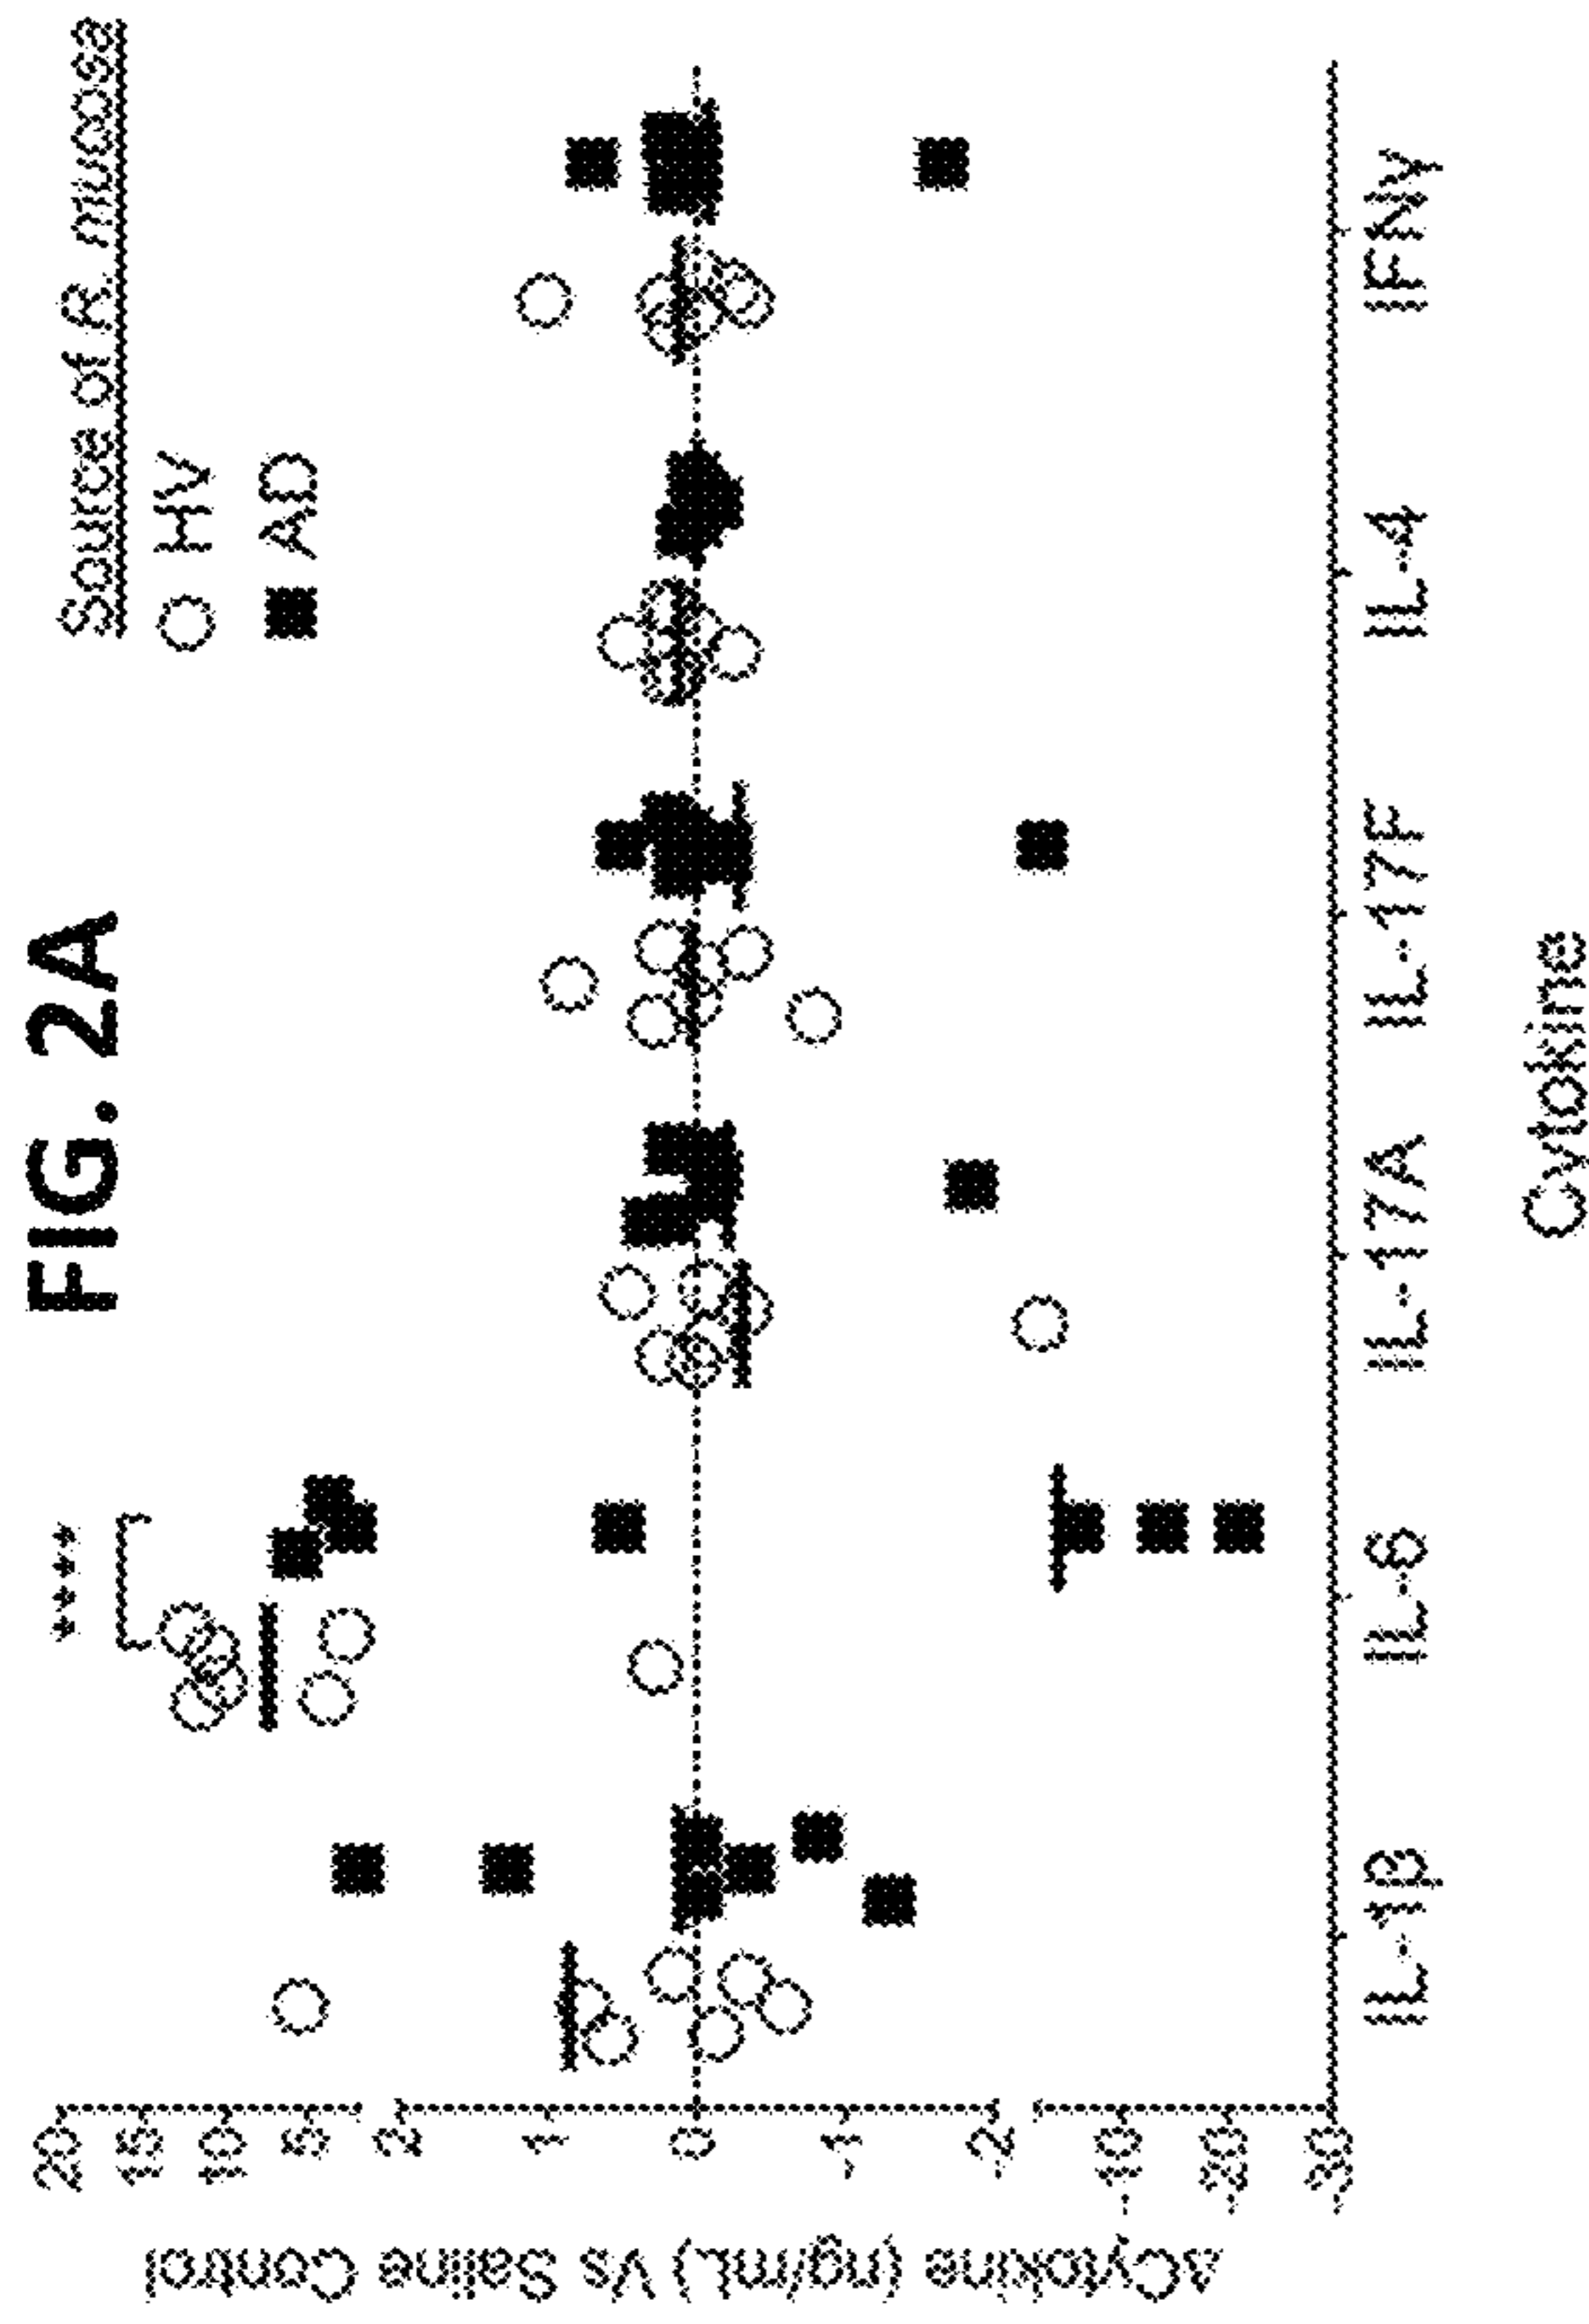 FIG. 2A
Source of R. mucosa
HV
AD
****
ΔCytokine (ng/mL) Vs Saline Control
20
15
10
5
2
1
0
-1
-2
-10
-20
-30
IL-1β
IL-6
IL-17A
IL-17F
IL-4
IFNγ
Cytokine